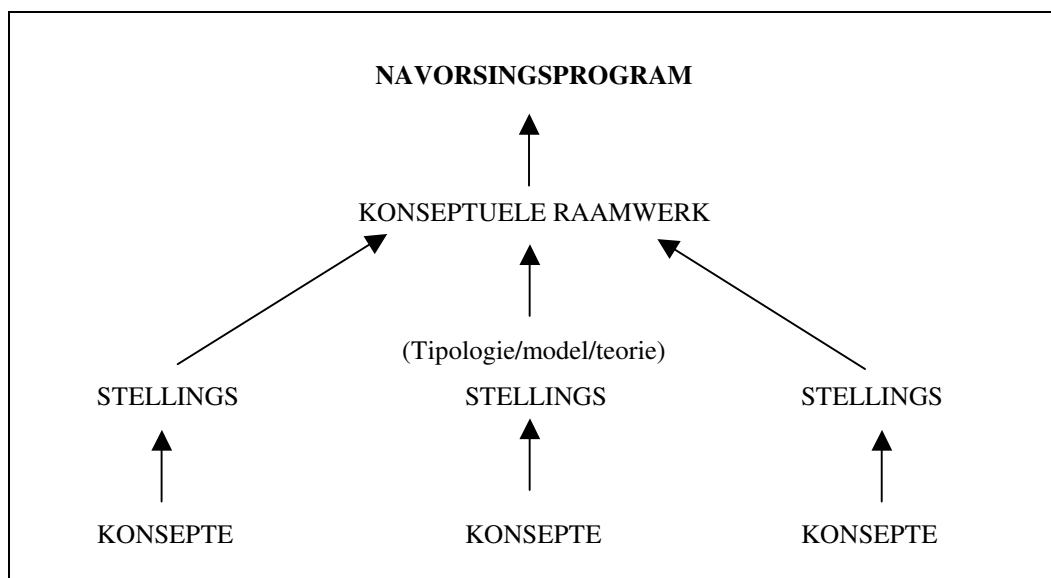 NAVORSINGSPROGRAM
KONSEPTUELE RAAMWERK
(Tipologie/model/teorie)
STELLINGS STELLINGS STELLINGS
KONSEPTE KONSEPTE KONSEPTE